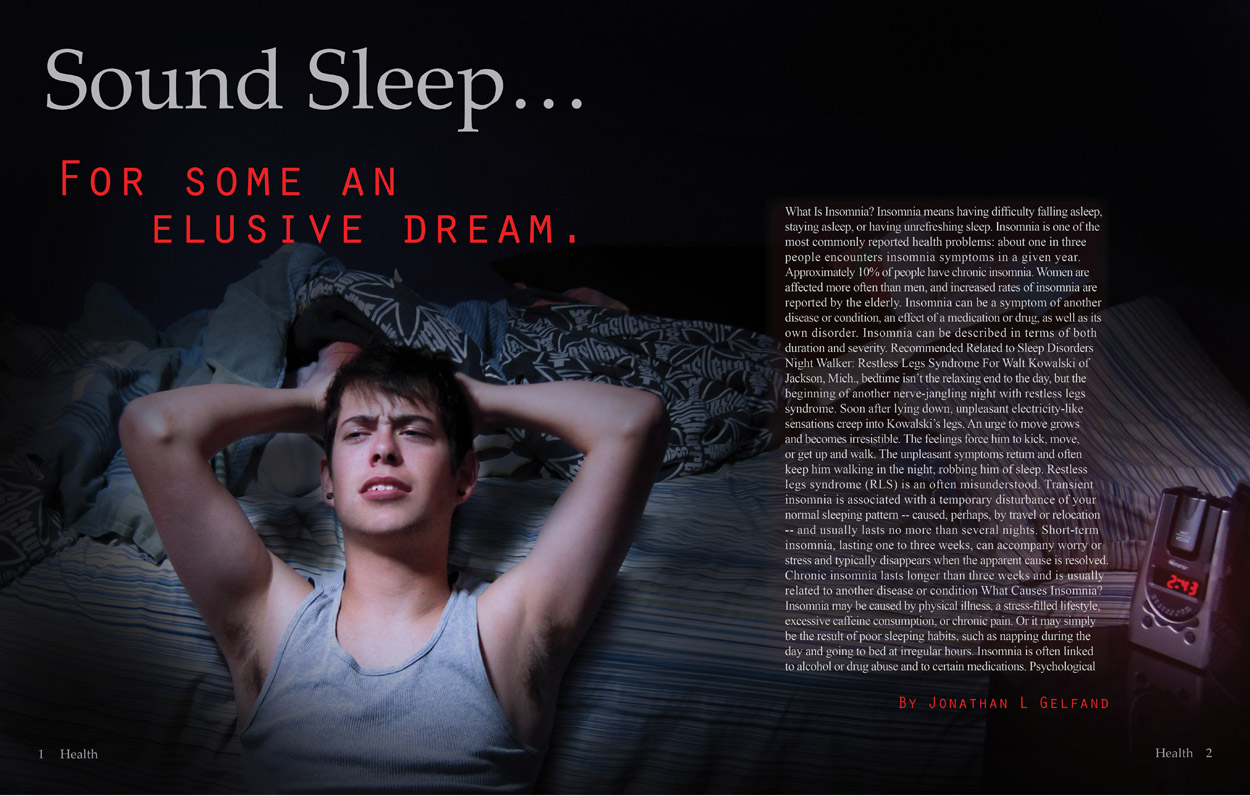 Sound Sleep...
For some an
elusive dream.
What Is Insomnia? Insomnia means having difficulty falling asleep,
staying asleep, or having unrefreshing sleep. Insomnia is one of the
most commonly reported health problems: about one in three
people encounters insomnia symptoms in a given year.
Approximately 10% of people have chronic insomnia. Women are
affected more often than men, and increased rates of insomnia are
reported by the elderly. Insomnia can be a symptom of another
disease or condition, an effect of a medication or drug, as well as its
own disorder. Insomnia can be described in terms of both
duration and severity. Recommended Related to Sleep Disorders
Night Walker: Restless Legs Syndrome For Walt Kowalski of
Jackson, Mich., bedtime isn't the relaxing end to the day, but the
beginning of another nerve-jangling night with restless legs
syndrome. Soon after lying down, unpleasant electricity-like
sensations creep into Kowalski's legs. An urge to move grows
and becomes irresistible. The feelings force him to kick, move,
or get up and walk. The unpleasant symptoms return and often
keep him walking in the night, robbing him of sleep. Restless
legs syndrome (RLS) is an often misunderstood. Transient
insomnia is associated with a temporary disturbance of your
normal sleeping pattern -- caused, perhaps, by travel or relocation
-- and usually lasts no more than several nights. Short-term
insomnia, lasting one to three weeks, can accompany worry or
stress and typically disappears when the apparent cause is resolved.
Chronic insomnia lasts longer than three weeks and is usually
related to another disease or condition What Causes Insomnia?
Insomnia may be caused by physical illness, a stress-filled lifestyle,
excessive caffeine consumption, or chronic pain. Or it may simply
be the result of poor sleeping habits, such as napping during the
day and going to bed at irregular hours. Insomnia is often linked
to alcohol or drug abuse and to certain medications. Psychological
2:43
By Jonathan L Gelfand
1 Health
Health 2